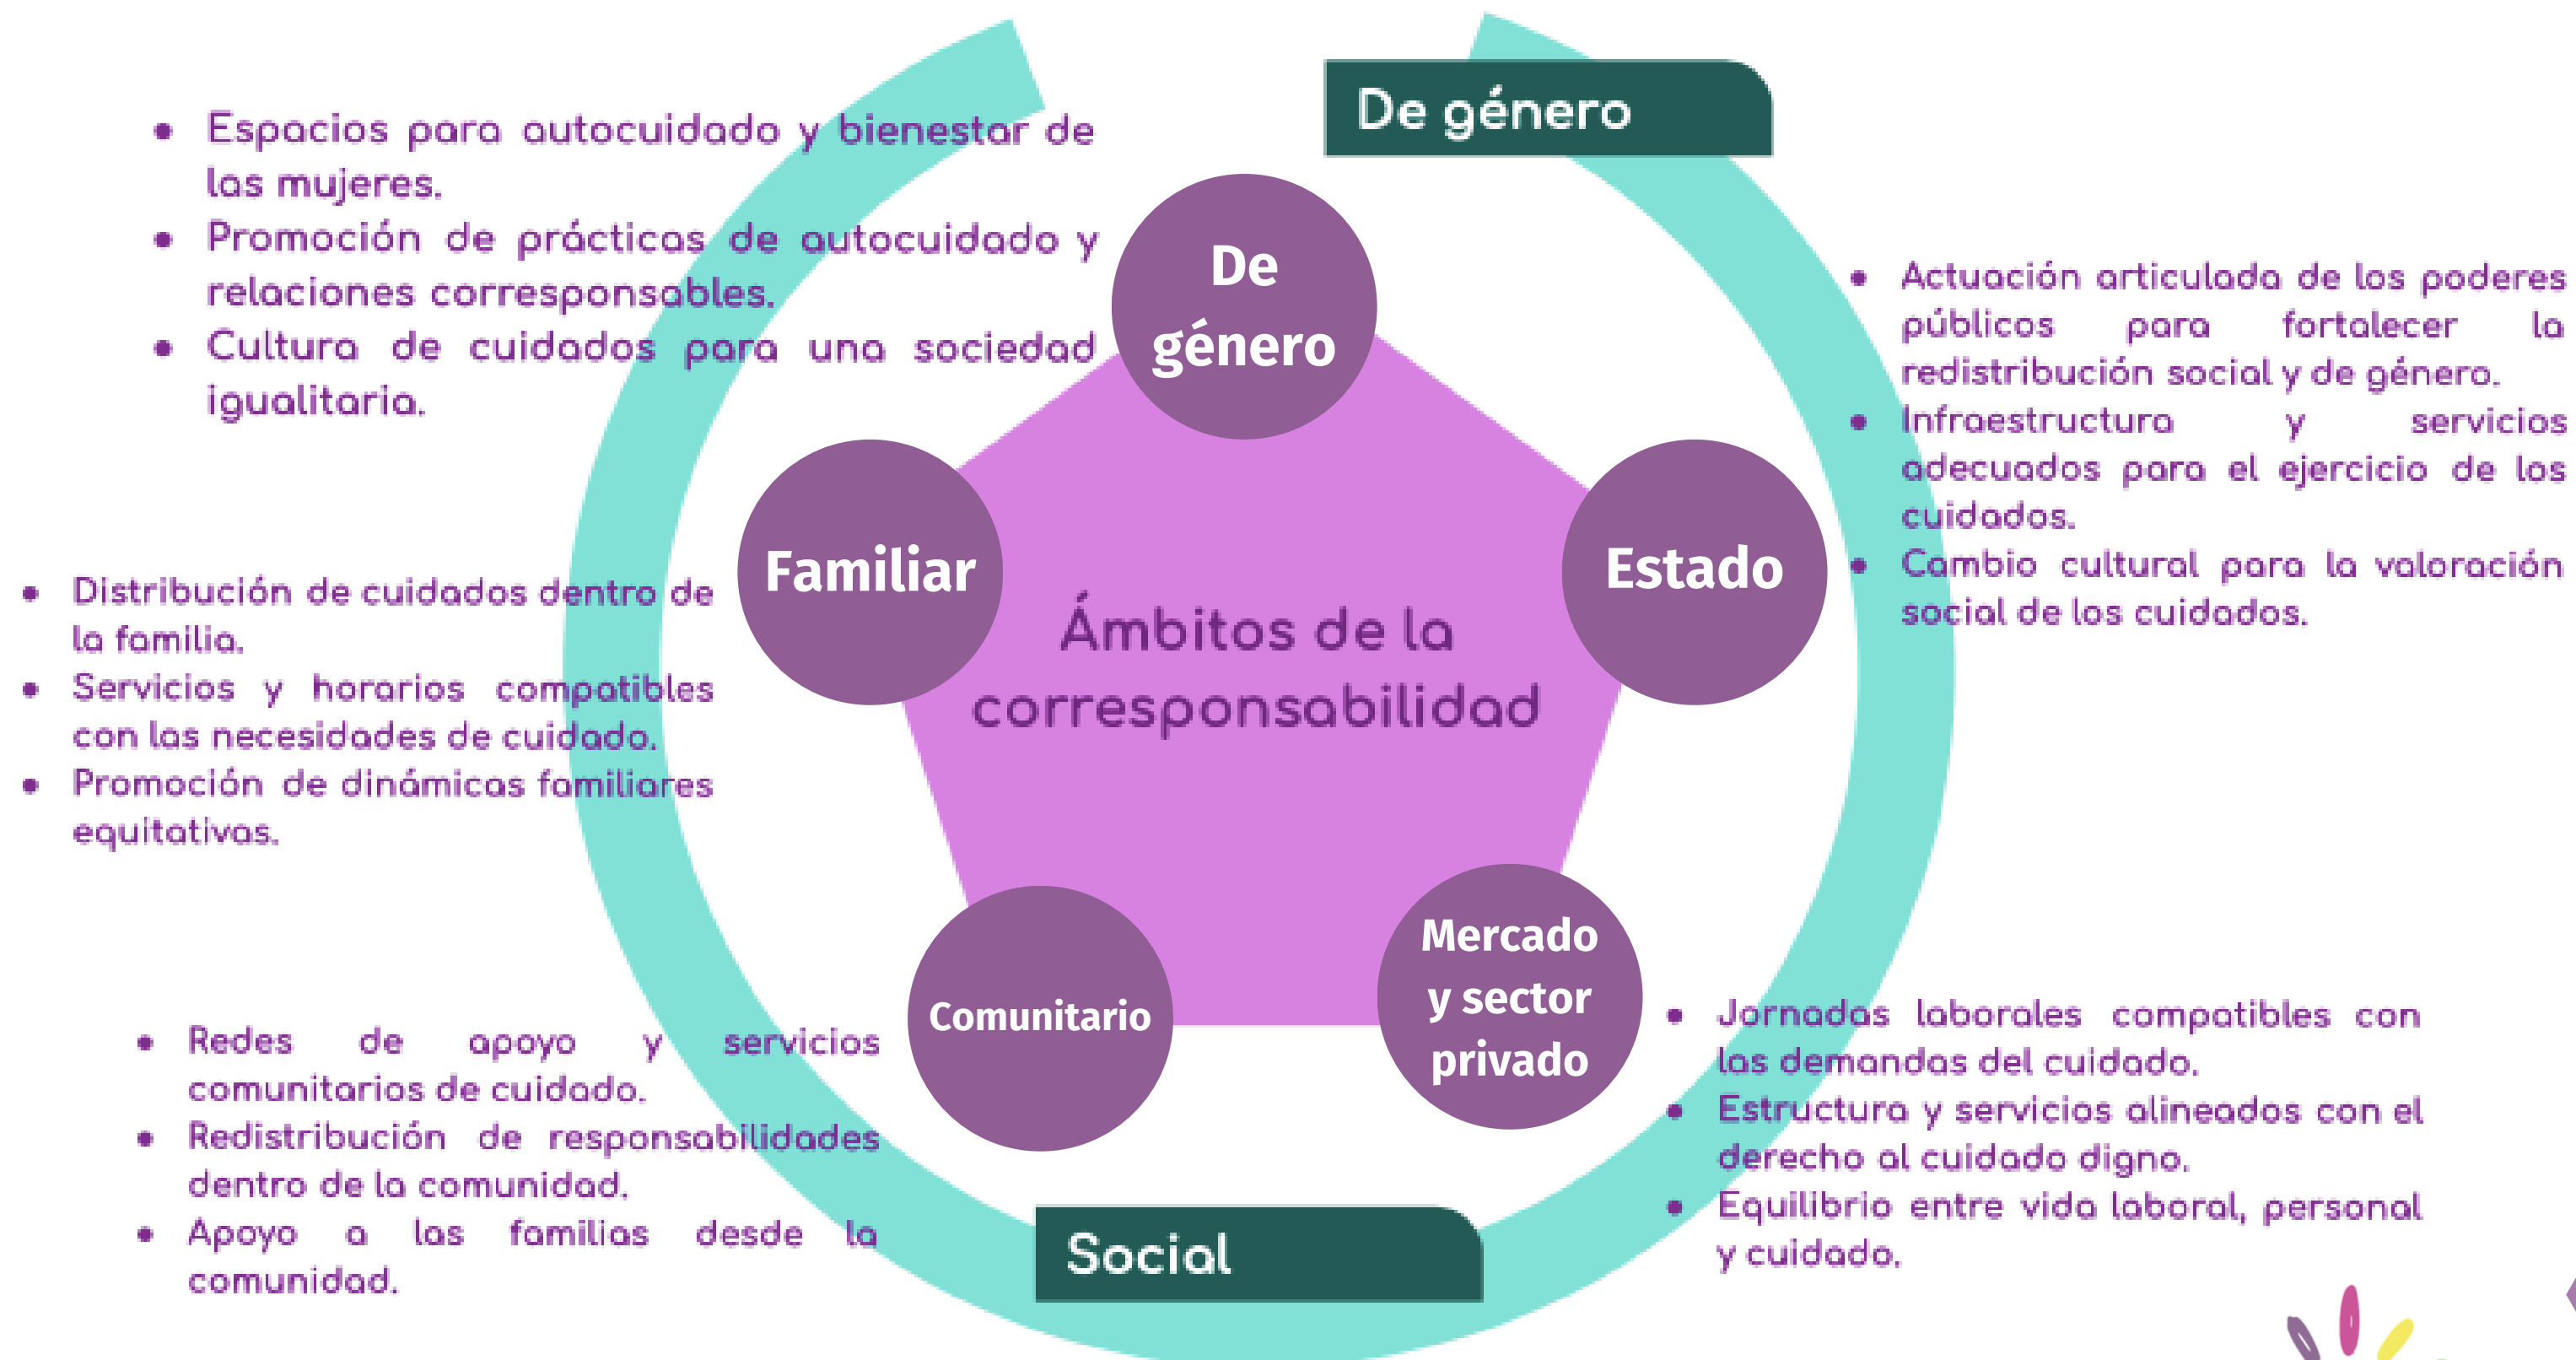 De género
Espacios para autocuidado y bienestar de
las mujeres.
Promoción de prácticas de autocuidado y
relaciones corresponsables.
Cultura de cuidados para una sociedad
igualitaria.
De
género
Actuación articulada de los poderes
públicos para fortalecer la
redistribución social y de género.
Infraestructura y servicios
adecuados para el ejercicio de los
cuidados.
Cambio cultural para la valoración
social de los cuidados.
Familiar
Estado
Ámbitos de la
corresponsabilidad
Distribución de cuidados dentro de
la familia.
Servicios y horarios compatibles
con las necesidades de cuidado.
Promoción de dinámicas familiares
equitativas.
Comunitario
Mercado
y sector
privado
Redes de apoyo y servicios
comunitarios de cuidado.
Redistribución de responsabilidades
dentro de la comunidad.
Apoyo a las familias desde la
comunidad.
Jornadas laborales compatibles con
las demandas del cuidado.
Estructura y servicios alineados con el
derecho al cuidado digno.
Equilibrio entre vida laboral, personal
y cuidado.
Social